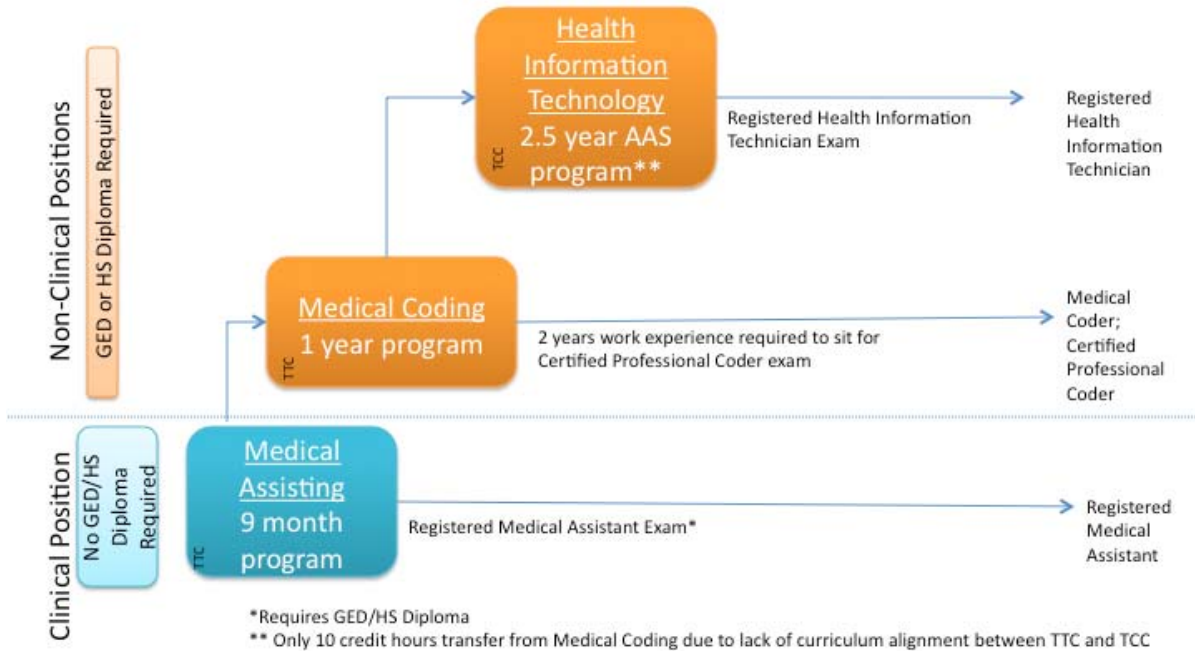 Non-Clinical Positions
GED or HS Diploma Required
Health
Information
Technology
2.5 year AAS
program**
TCC
Registered Health Information
Technician Exam
Registered
Health
Information
Technician
Medical Coding
1 year program
TTC
2 years work experience required to sit for
Certified Professional Coder exam
Medical
Coder;
Certified
Professional
Coder
Clinical Position
No GED/HS
Diploma
Required
Medical
Assisting
9 month
program
TTC
Registered Medical Assistant Exam*
Registered
Medical
Assistant
*Requires GED/HS Diploma
** Only 10 credit hours transfer from Medical Coding due to lack of curriculum alignment between TTC and TCC